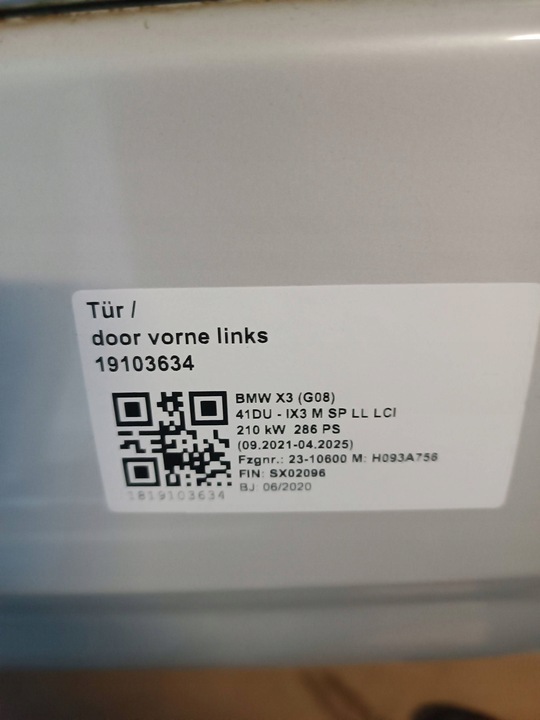 Tür /
door vorne links
19103634
BMW X3 (G08)
41DU - IX3 M SP LL LCI
210 kW 286 PS
(09.2021-04.2025)
Fzgnr.: 23-10600 M: H093A756
FIN: SX02096
BJ: 06/2020
1819103634